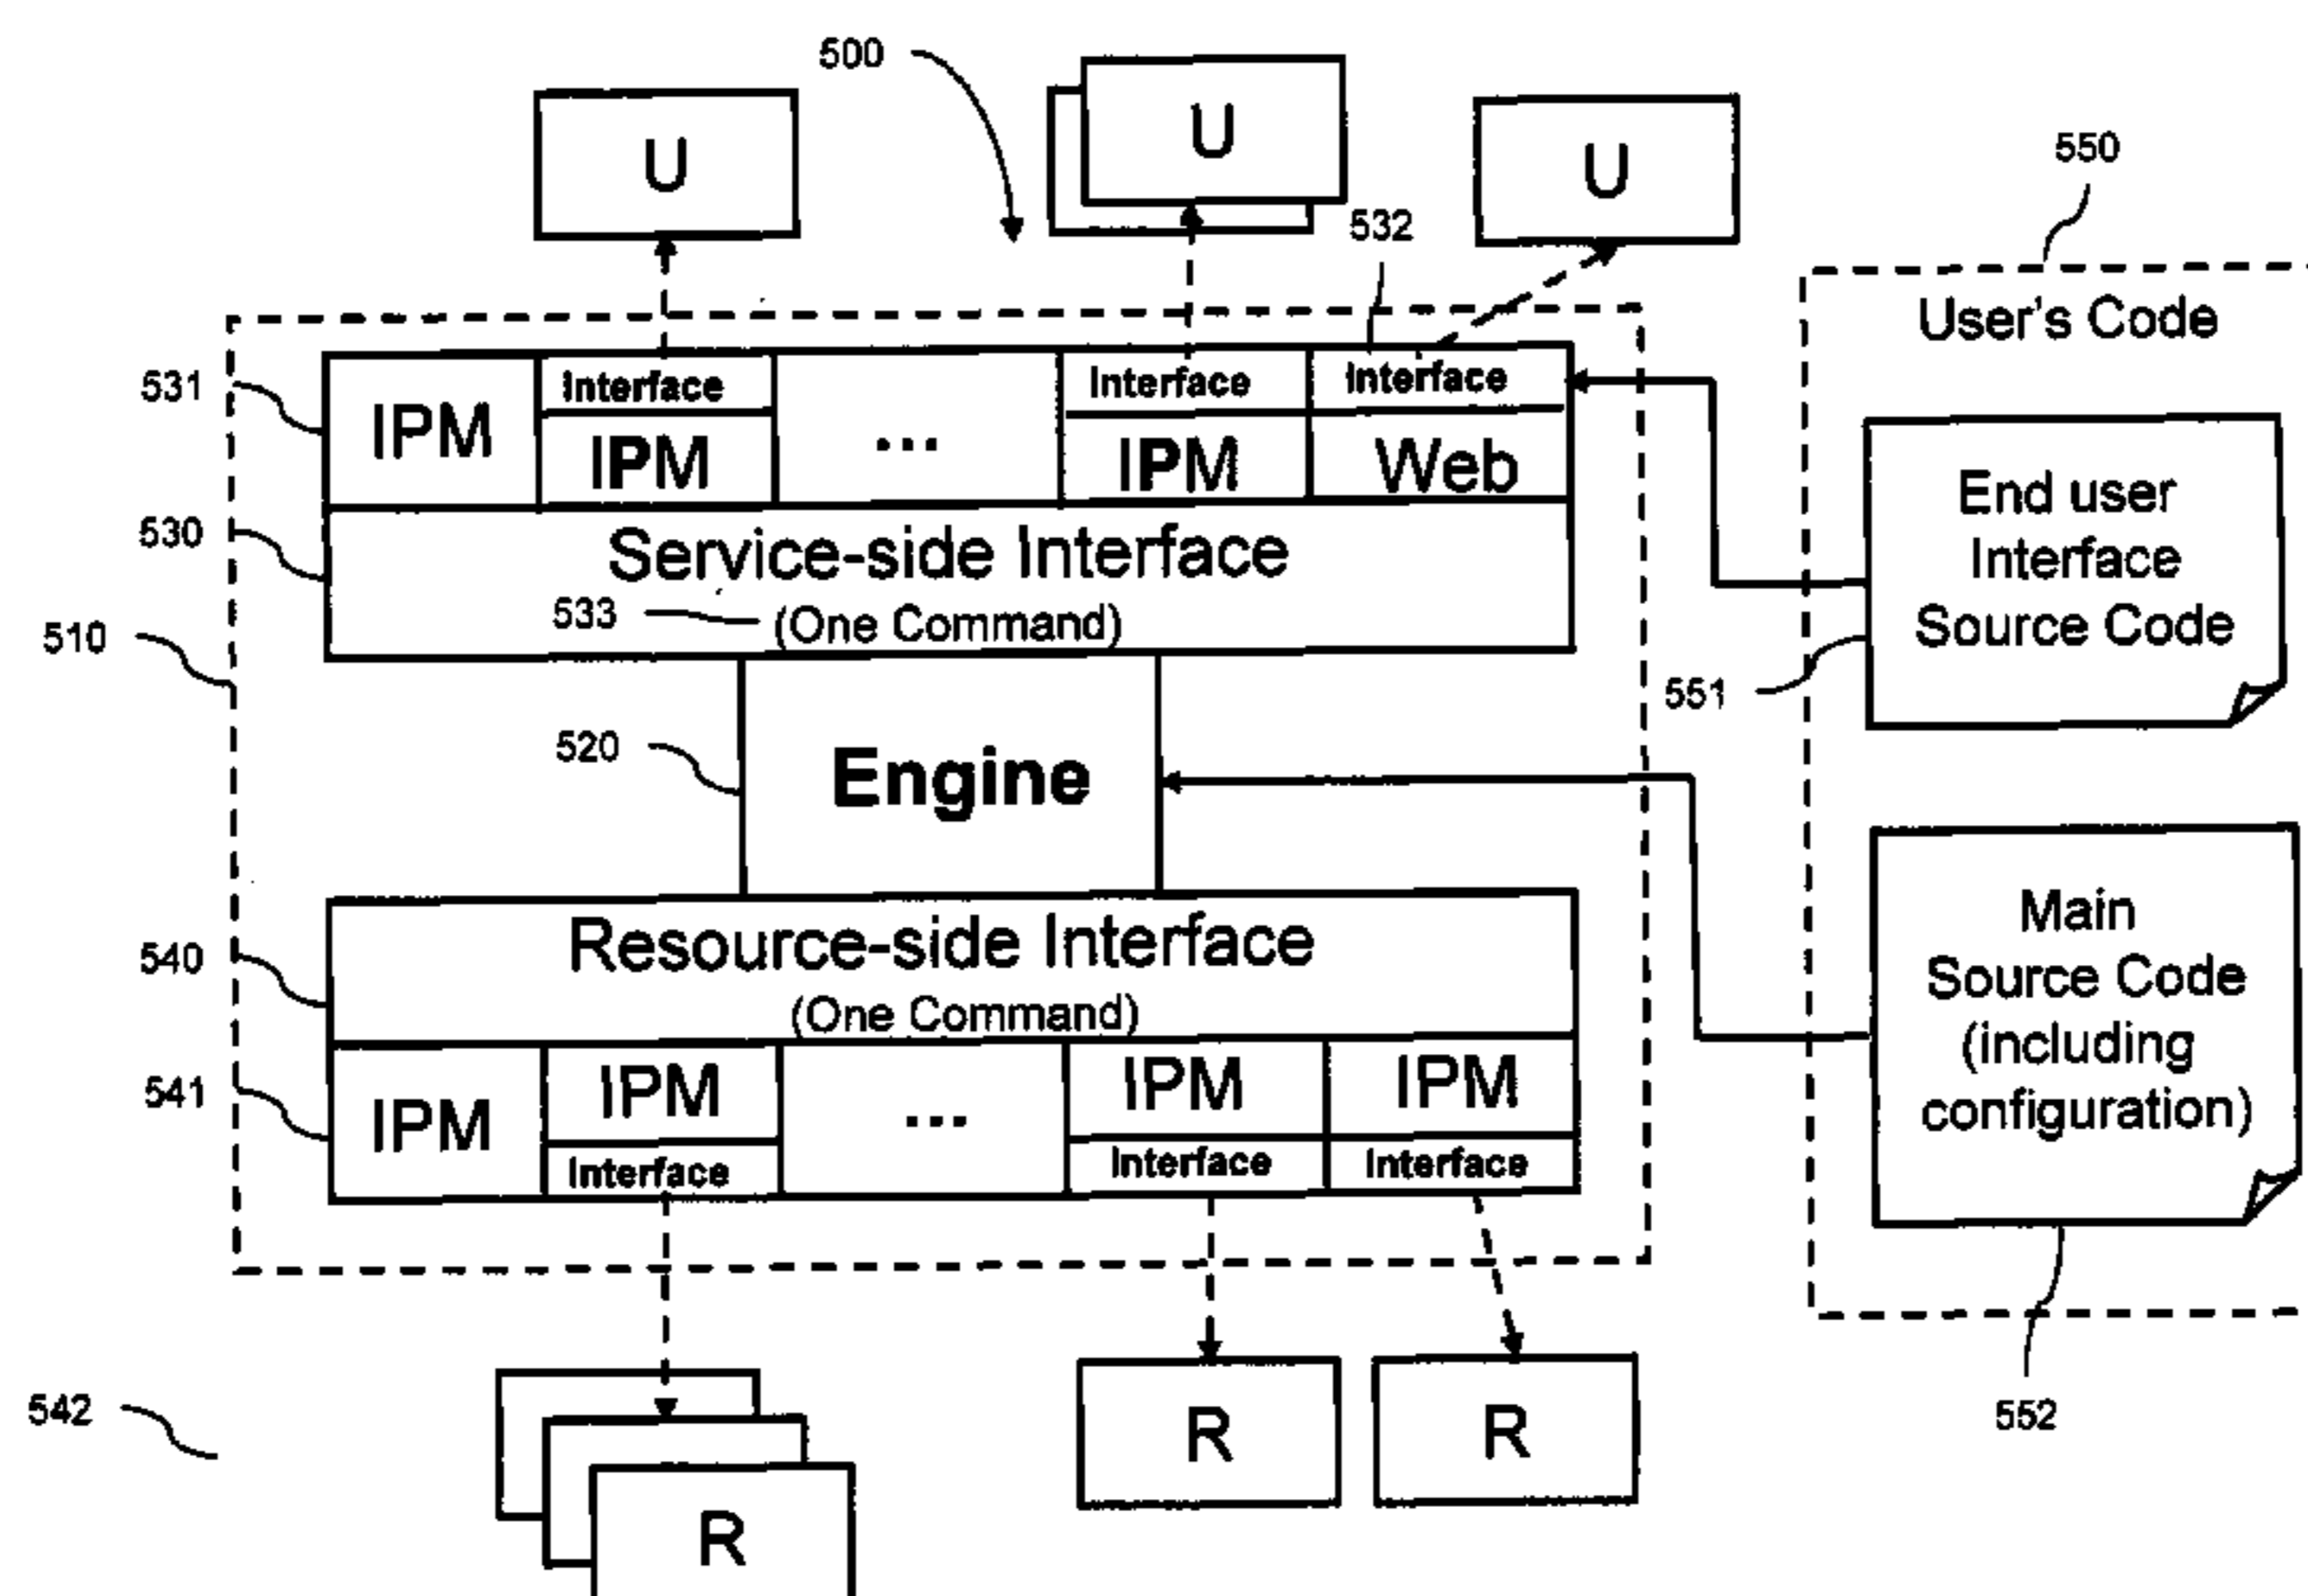 500
U
U
U
550
532
User's Code
531
IPM
Interface
IPM
...
Interface
IPM
Interface
Web
530
Service-side Interface
533
(One Command)
End user
Interface
Source Code
551
510
520
Engine
540
Resource-side Interface
(One Command)
Main
Source Code
(including
configuration)
541
IPM
IPM
Interface
...
IPM
Interface
IPM
Interface
542
R
R
R
552